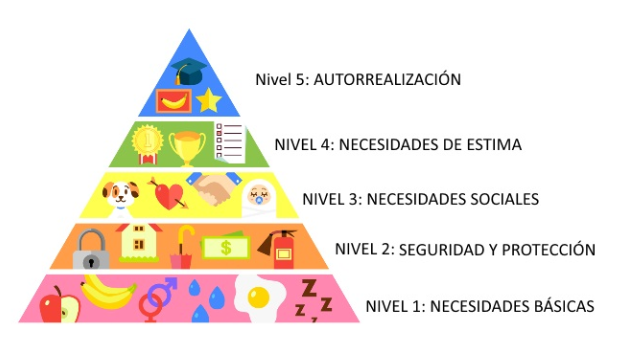 Nivel 5: AUTORREALIZACIÓN
NIVEL 4: NECESIDADES DE ESTIMA
NIVEL 3: NECESIDADES SOCIALES
$
NIVEL 2: SEGURIDAD Y PROTECCIÓN
Z
Z Z
Z
NIVEL 1: NECESIDADES BÁSICAS